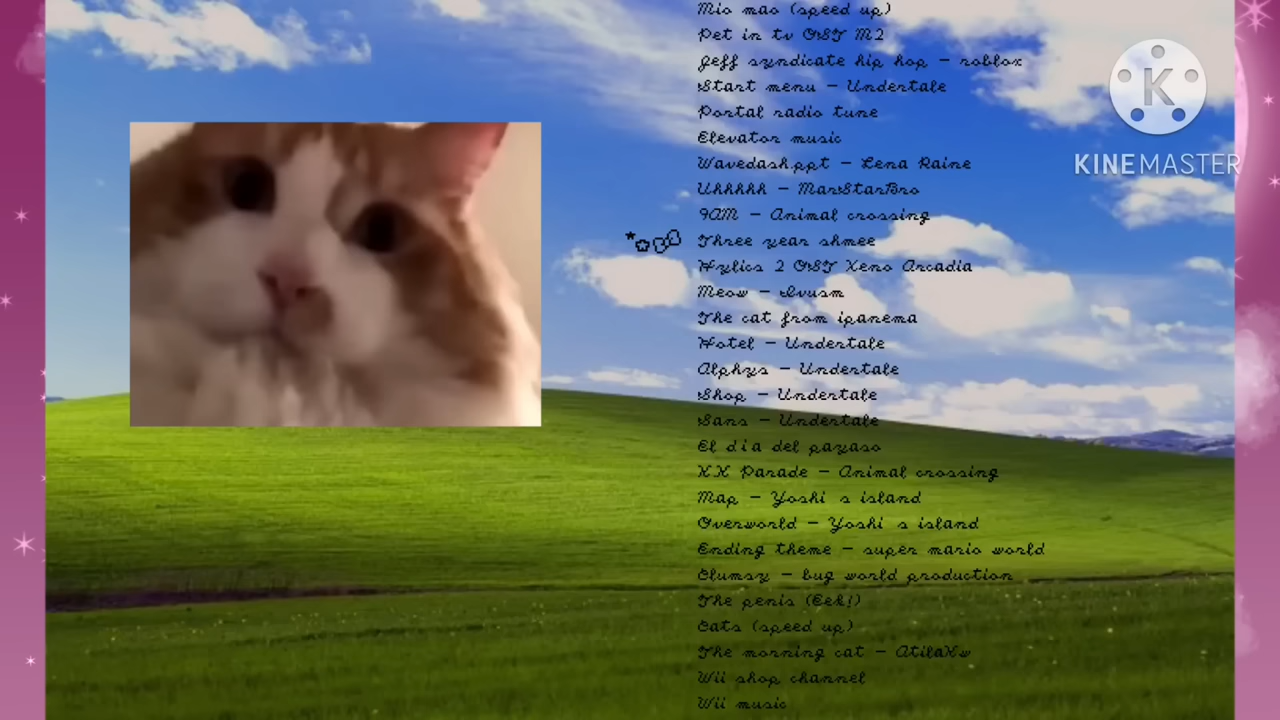 Mio mao (speed up)
Pet in tv OST M2
Jeff syndicate hip hop - roblox
Start menu - Undertale
Portal radio tune
Elevator music
Wavedash.ppt - Lena Raine
Uhhhhh - MarStarBro
9AM - Animal crossing
Three year shmee
Hylics 2 OST Xeno Arcadia
Meow - Ivusm
The cat from ipanema
Hotel - Undertale
Alphys - Undertale
Shop - Undertale
Sans - Undertale
El día del payaso
KK Parade - Animal crossing
Map - Yoshi s island
Overworld - Yoshi s island
Ending theme - super mario world
Clumsy - bug world production
The penis (Eek!)
Cats (speed up)
The morning cat - AtilaKw
Wii shop channel
Wii music
K
KINEMASTER